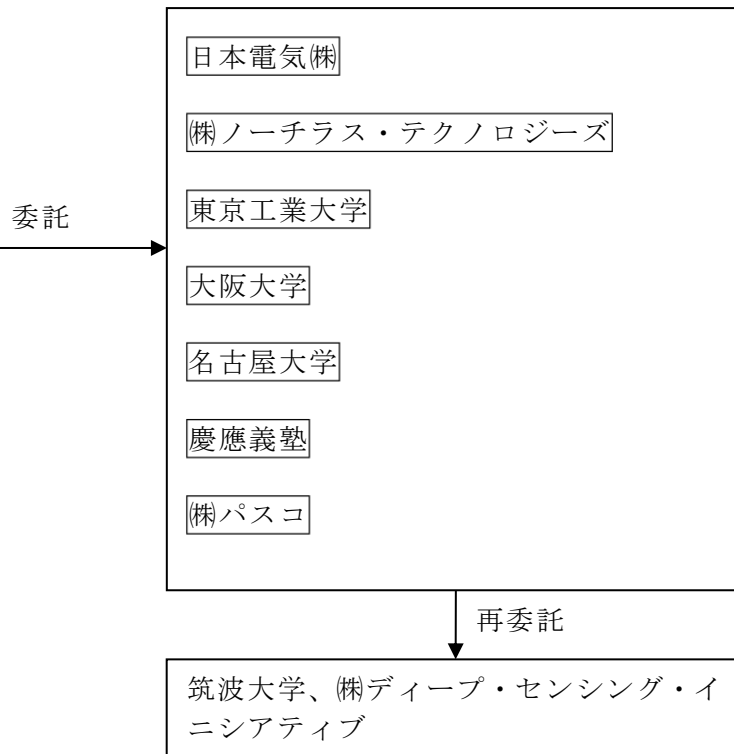 日本電気㈱
㈱ノーチラス・テクノロジーズ
東京工業大学
委託
大阪大学
名古屋大学
慶應義塾
㈱パスコ
再委託
筑波大学、㈱ディープ・センシング・イ
ニシアティブ